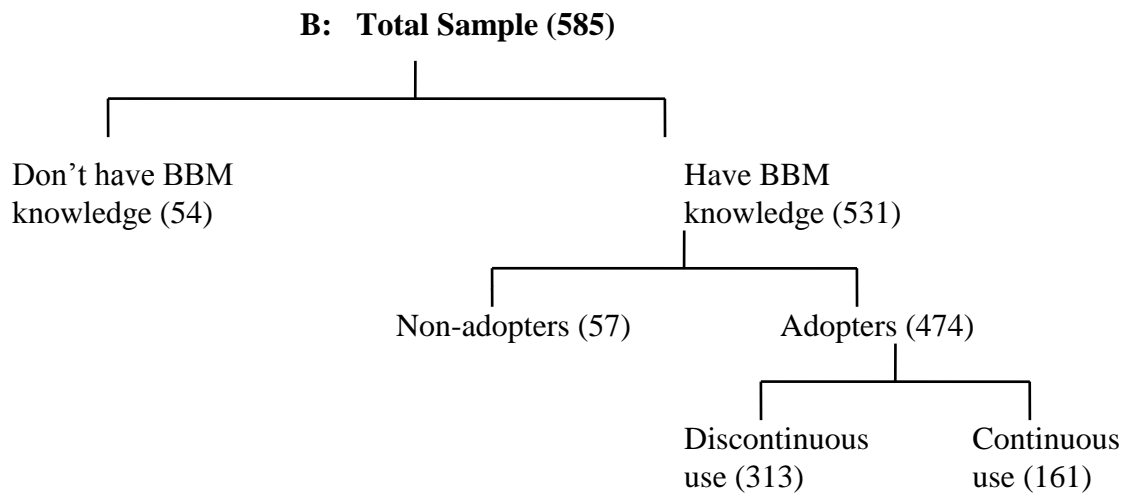 B: Total Sample (585)
Don’t have BBM
knowledge (54)
Have BBM
knowledge (531)
Non-adopters (57)
Adopters (474)
Discontinuous
use (313)
Continuous
use (161)